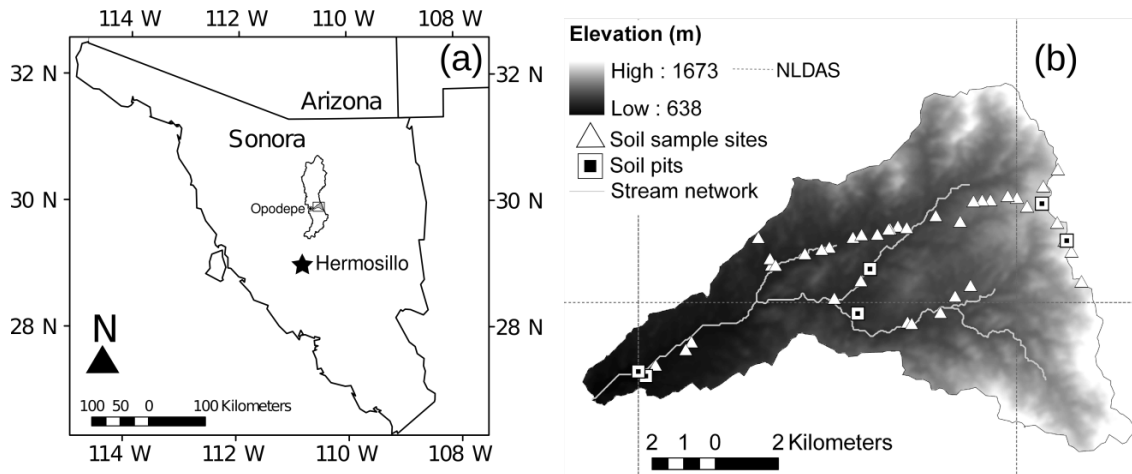 114 W 112 W 110 W 108 W
(a)
32 N
32 N
Arizona
Sonora
30 N
30 N
Opodepe
Hermosillo
N
28 N
28 N
100 50 0 100 Kilometers
114 W 112 W 110 W 108 W
Elevation (m)
(b)
High : 1673
NLDAS
Low : 638
Soil sample sites
Soil pits
Stream network
2 1 0 2 Kilometers